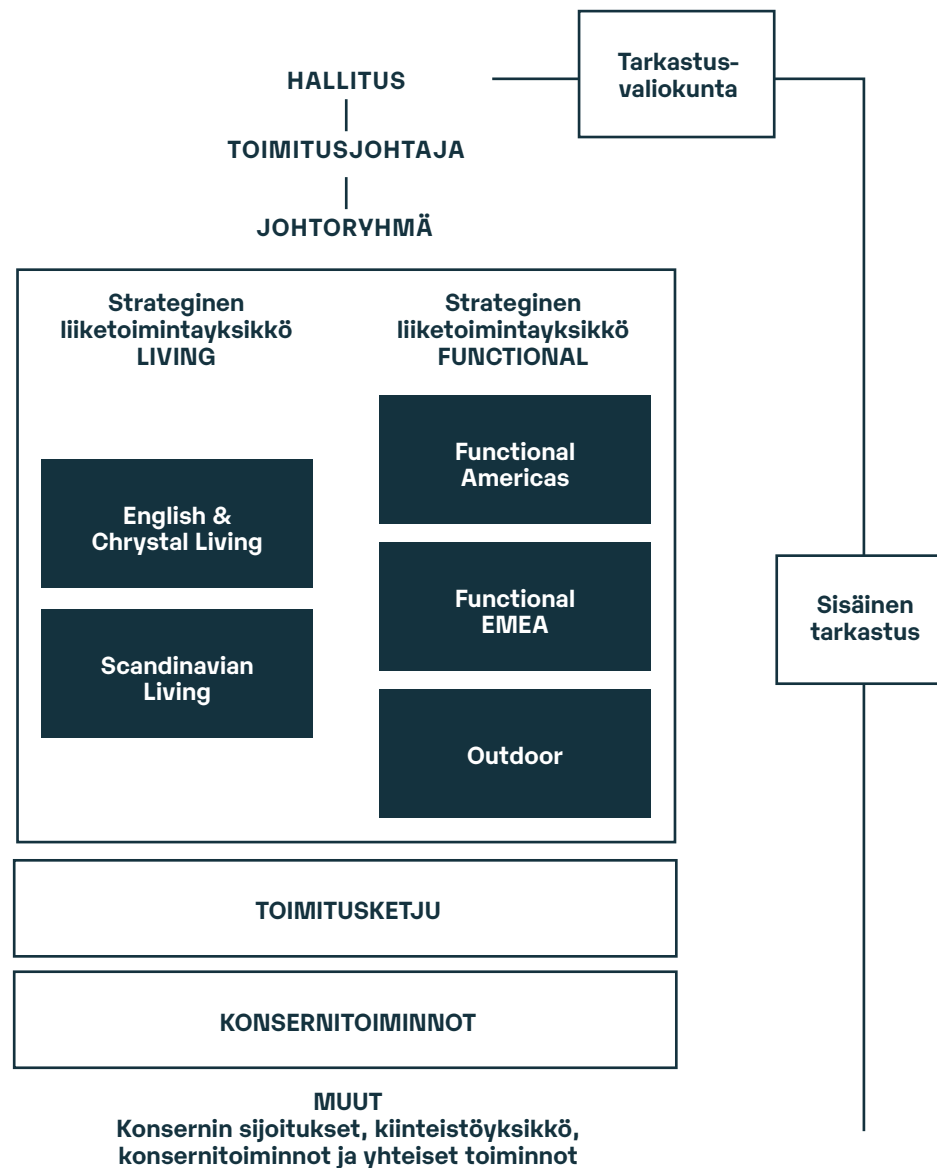 HALLITUS
Tarkastus-
valiokunta
TOIMITUSJOHTAJA
JOHTORYHMÄ
Strateginen
liiketoimintayksikkö
LIVING
English &
Chrystal Living
Scandinavian
Living
Strateginen
liiketoimintayksikkö
FUNCTIONAL
Functional
Americas
Functional
EMEA
Outdoor
Sisäinen
tarkastus
TOIMITUSKETJU
KONSERNITOIMINNOT
MUUT
Konsernin sijoitukset, kiinteistöyksikkö,
konsernitoiminnot ja yhteiset toiminnot